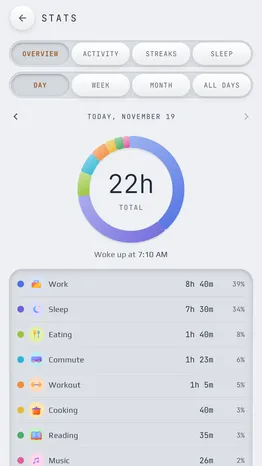 STATS
OVERVIEW ACTIVITY STREAKS SLEEP
DAY WEEK MONTH ALL DAYS
TODAY, NOVEMBER 19
22h
TOTAL
Woke up at 7:10 AM
Work 8h 40m 39%
Sleep 7h 30m 34%
Eating 1h 40m 8%
Commute 1h 23m 6%
Workout 1h 5m 5%
Cooking 40m 3%
Reading 35m 3%
Music 26m 2%